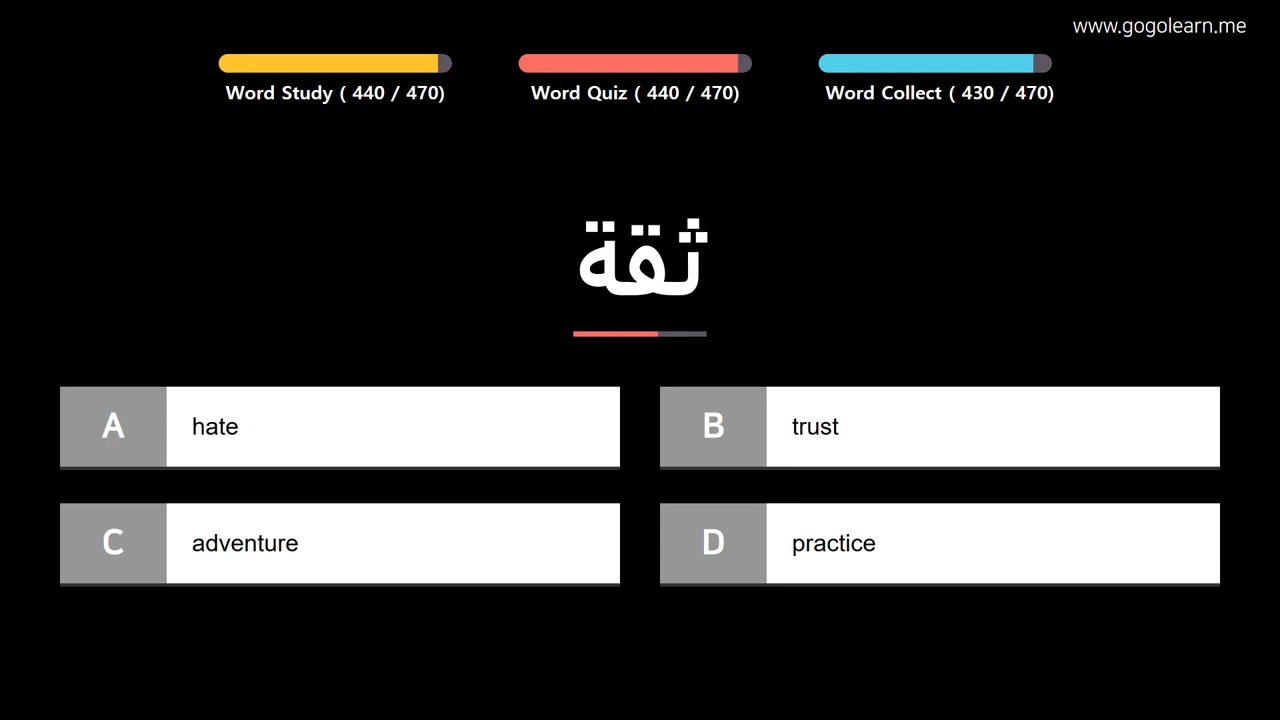 www.gogolearn.me
Word Study ( 440 / 470)
Word Quiz ( 440 / 470)
Word Collect ( 430 / 470)
ثقة
A hate
B trust
C adventure
D practice